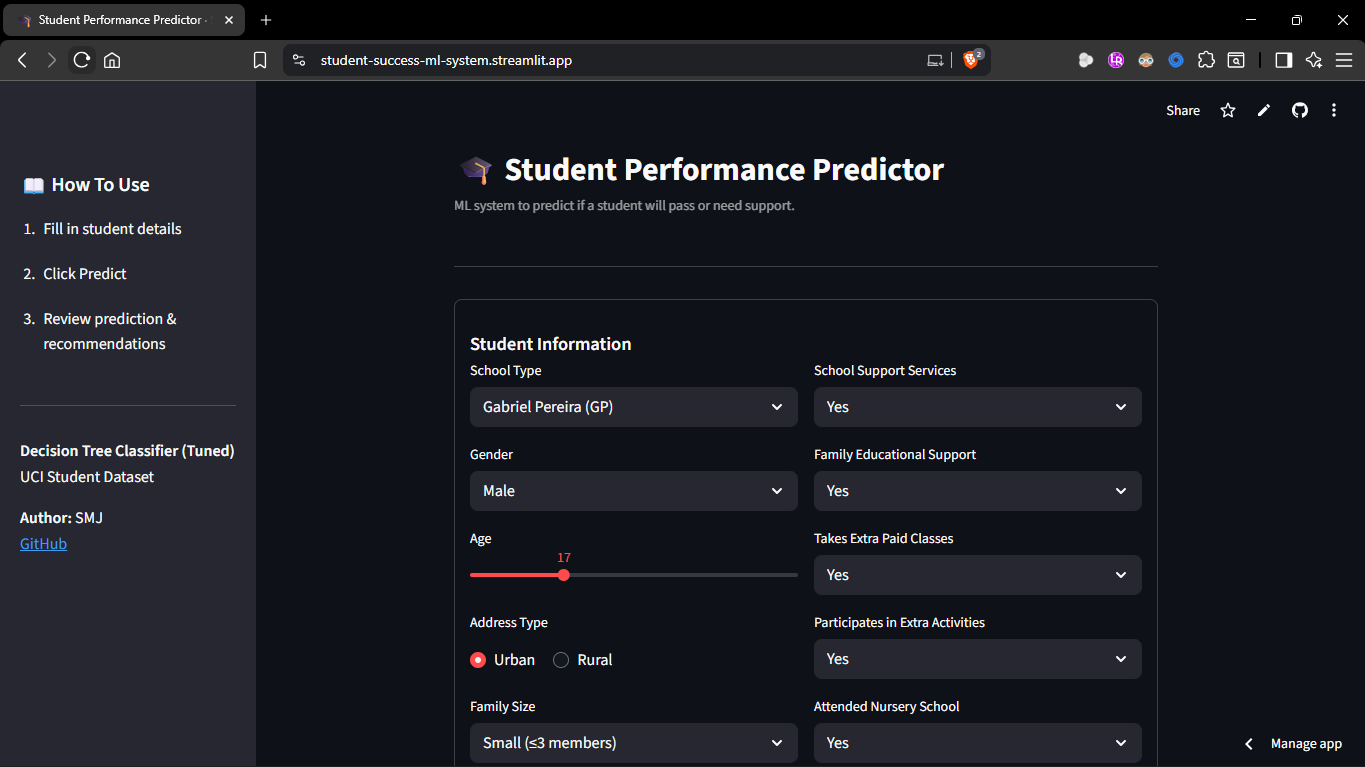 Student Performance Predictor ·
student-success-ml-system.streamlit.app
2
Share
How To Use
1. Fill in student details
2. Click Predict
3. Review prediction &
recommendations
Decision Tree Classifier (Tuned)
UCI Student Dataset
Author: SMJ
GitHub
Student Performance Predictor
ML system to predict if a student will pass or need support.
Student Information
School Type
Gabriel Pereira (GP)
Gender
Male
Age
17
Address Type
Urban
Rural
Family Size
Small (≤3 members)
School Support Services
Yes
Family Educational Support
Yes
Takes Extra Paid Classes
Yes
Participates in Extra Activities
Yes
Attended Nursery School
Yes
Manage app